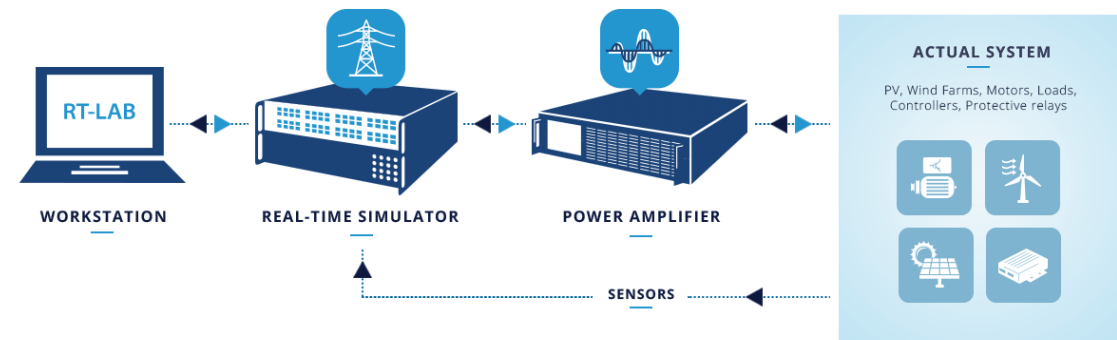 RT-LAB
WORKSTATION
REAL-TIME SIMULATOR
POWER AMPLIFIER
SENSORS
ACTUAL SYSTEM
PV, Wind Farms, Motors, Loads,
Controllers, Protective relays